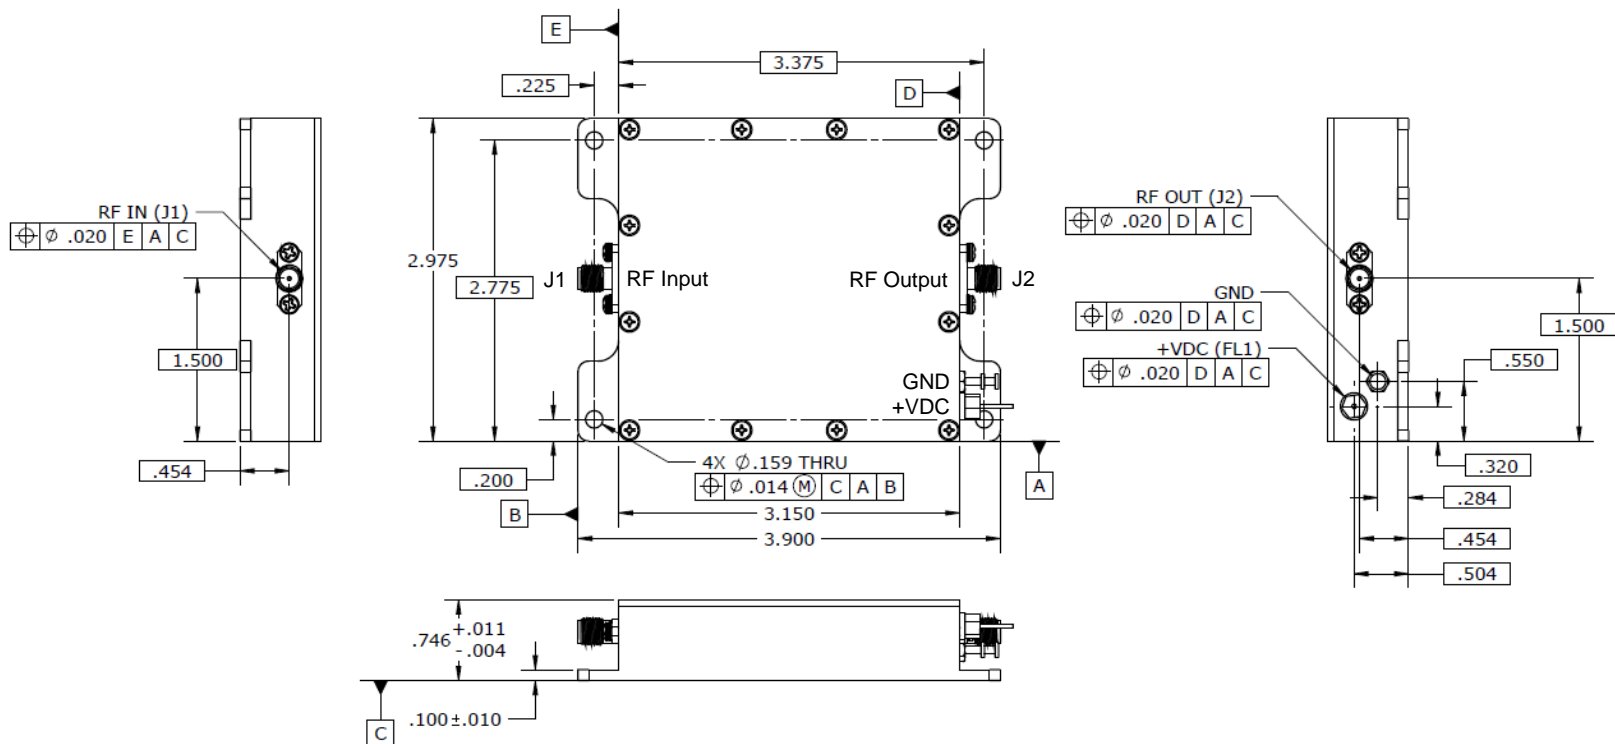 E
3.375
.225
D
RF IN (J1)
⌖ ⌀ .020 E A C
2.975
2.775
J1
RF Input
RF Output
J2
1.500
GND
+VDC
.454
.200
4X ⌀.159 THRU
⌖ ⌀ .014 Ⓜ C A B
A
B
3.150
3.900
RF OUT (J2)
⌖ ⌀ .020 D A C
GND
⌖ ⌀ .020 D A C
+VDC (FL1)
⌖ ⌀ .020 D A C
1.500
.550
.320
.284
.454
.504
.746 +.011
-.004
.100±.010
C